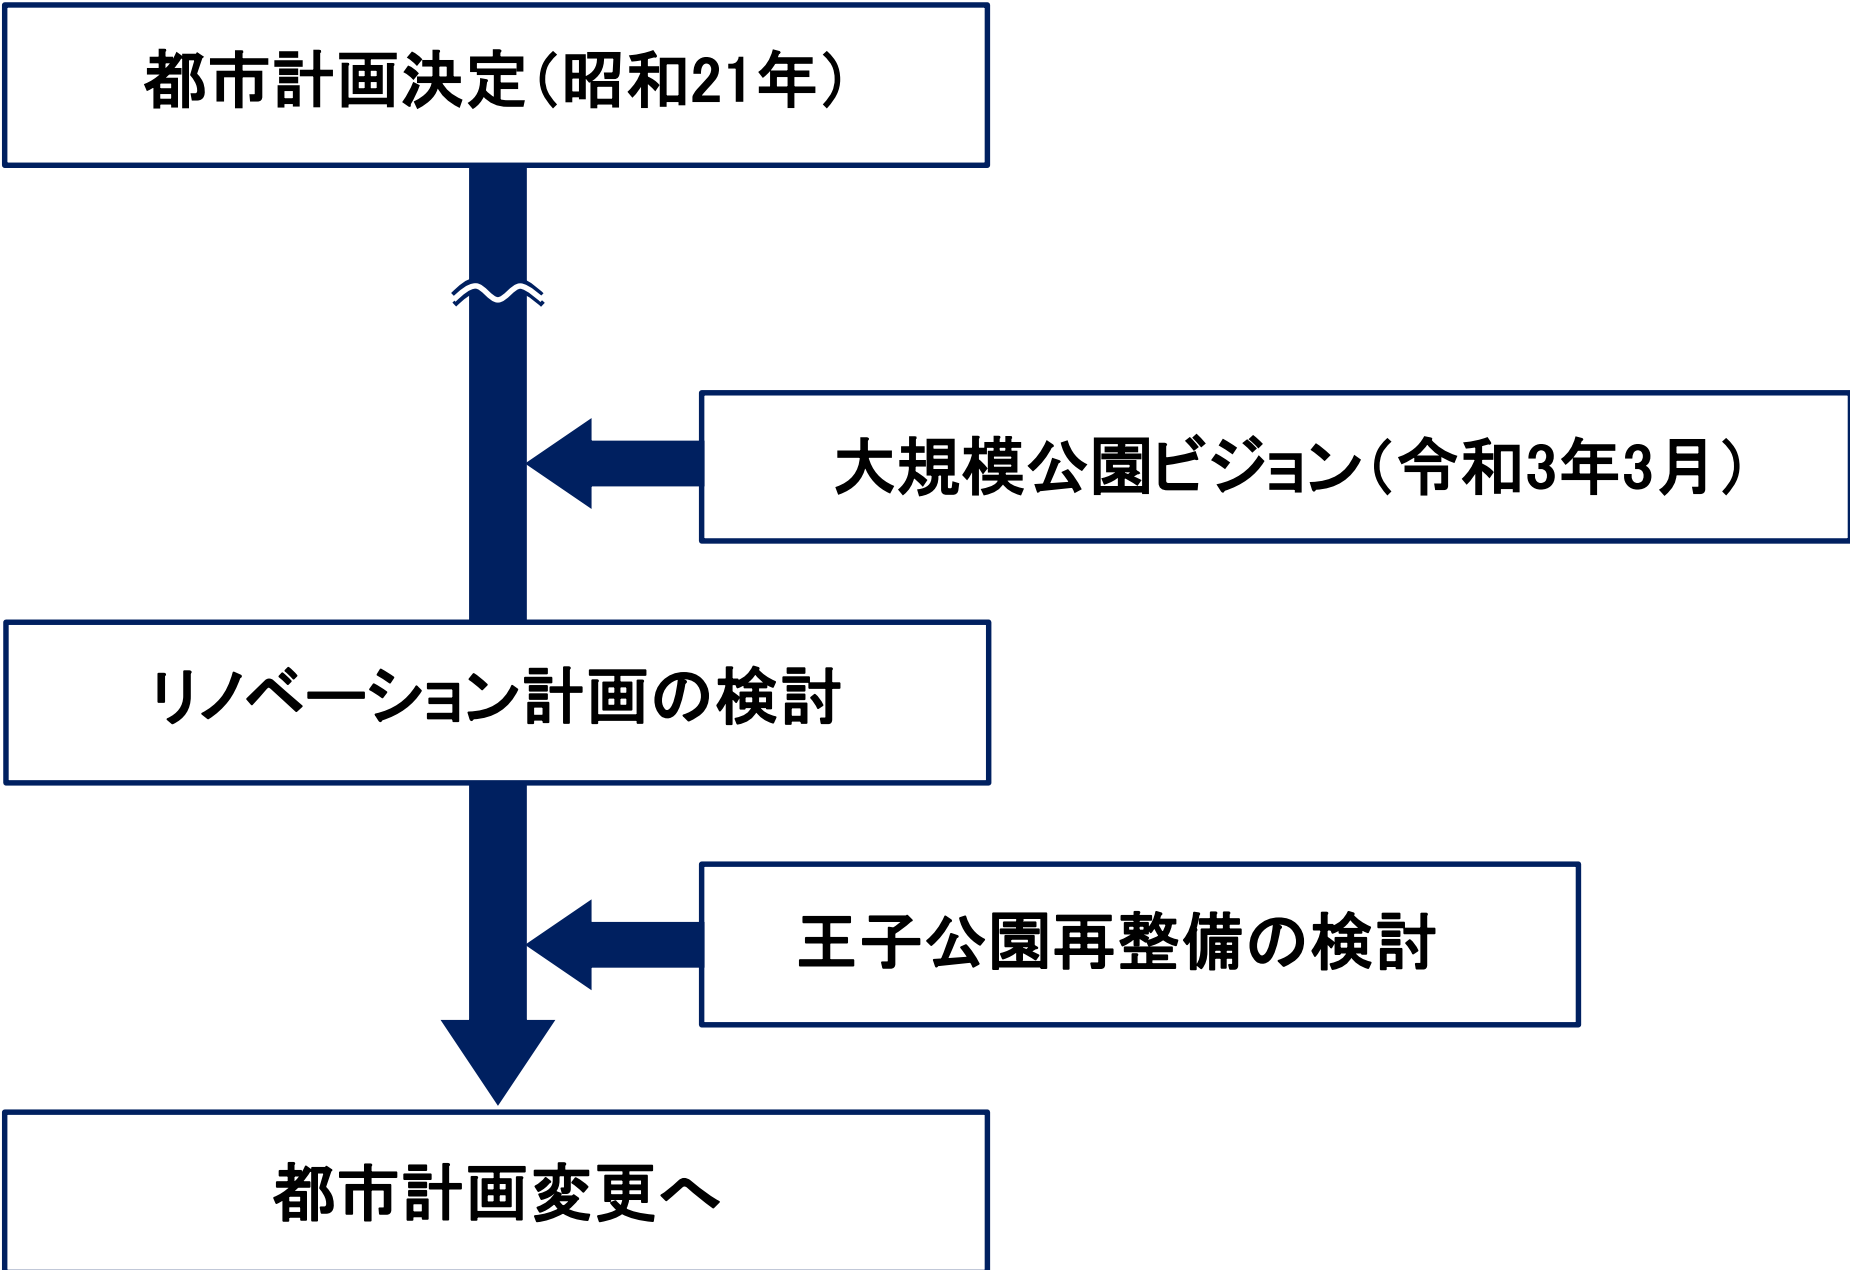 都市計画決定（昭和21年）
大規模公園ビジョン（令和3年3月）
リノベーション計画の検討
王子公園再整備の検討
都市計画変更へ